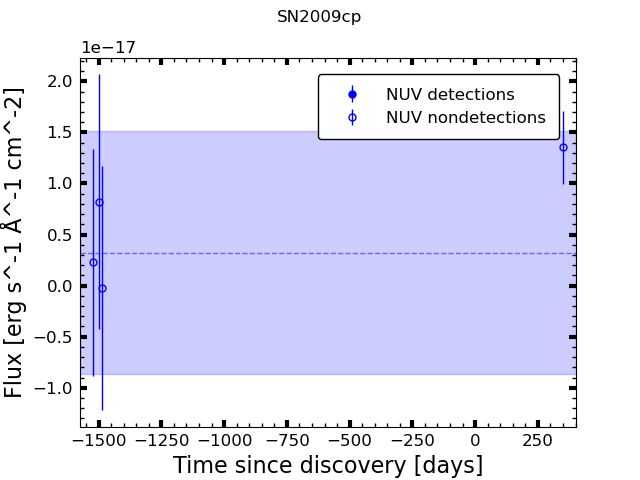 SN2009cp
1e−17
NUV detections
NUV nondetections
2.0
1.5
1.0
0.5
0.0
−0.5
−1.0
Flux [erg s^-1 Å^-1 cm^-2]
−1500 −1250 −1000 −750 −500 −250 0 250
Time since discovery [days]